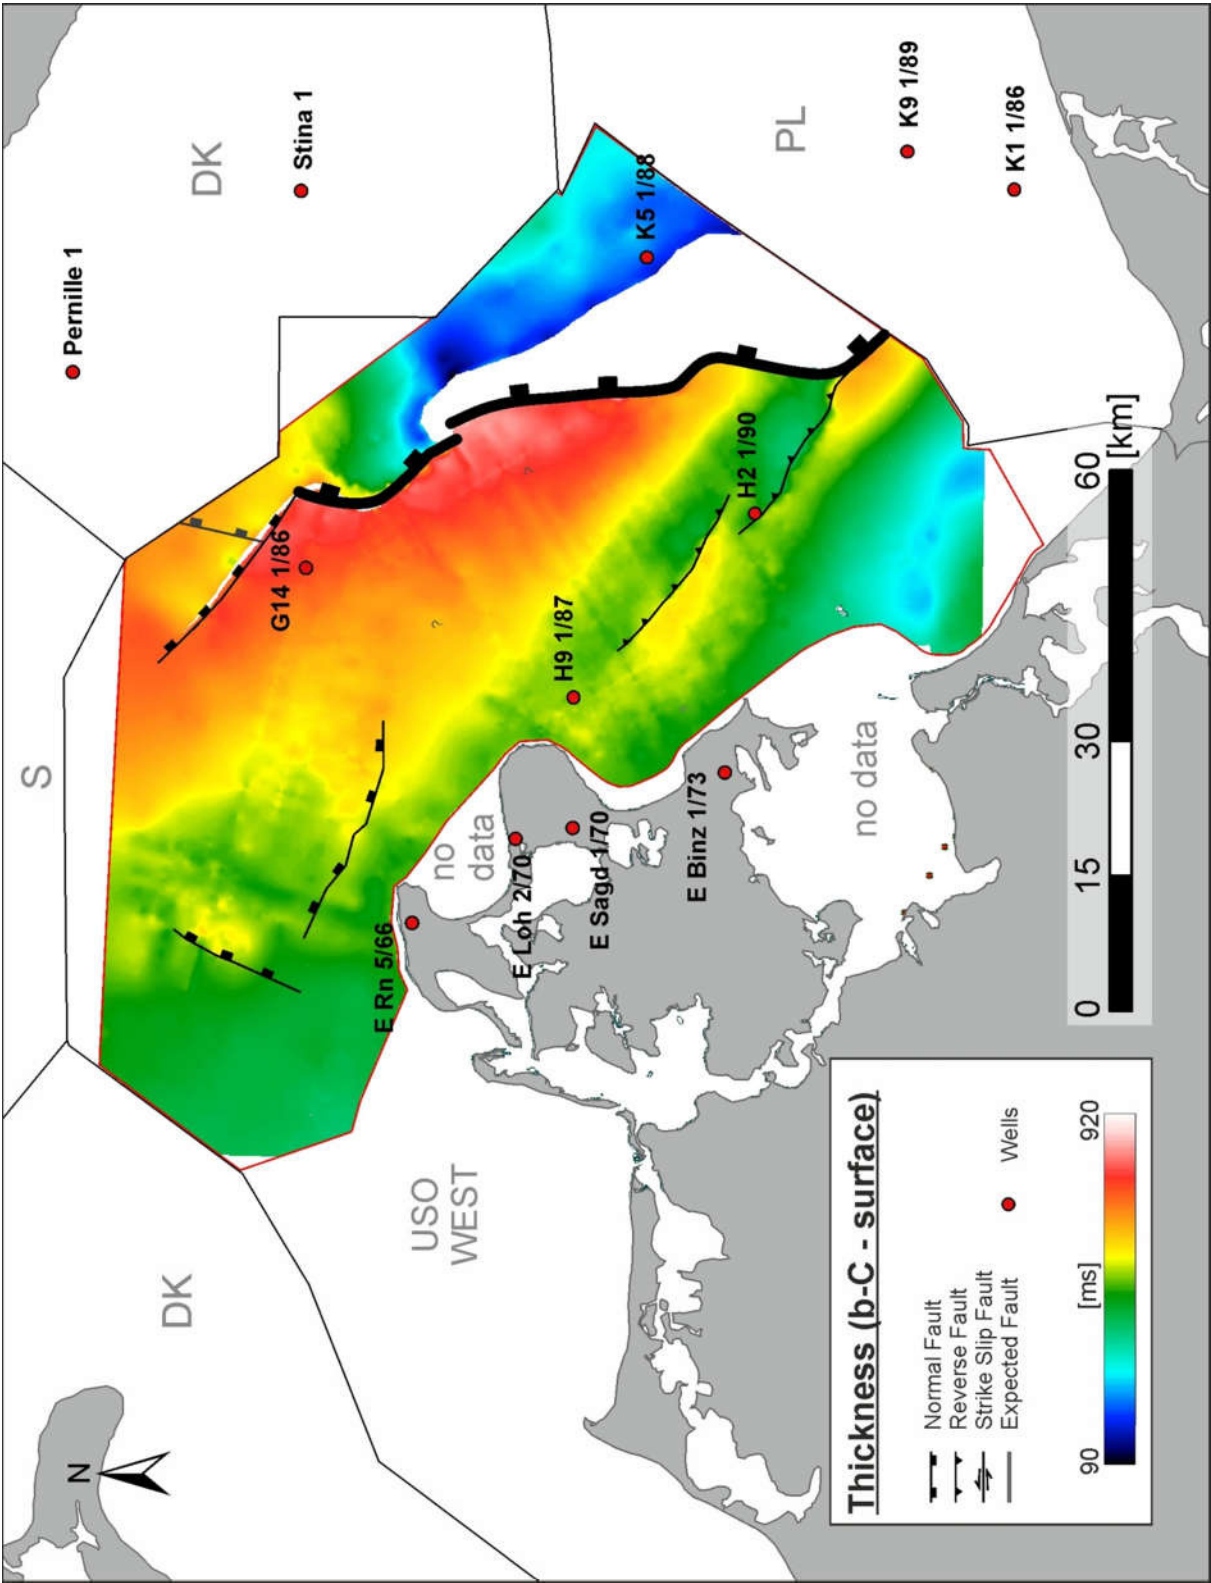 N
DK
S
DK
PL
USO
WEST
no
data
no data
Pernille 1
Stina 1
K5 1/88
K9 1/89
K1 1/86
G14 1/86
H9 1/87
H2 1/90
E Rn 5/66
E Loh 2/70
E Sagd 1/70
E Binz 1/73
?
?
Thickness (b-C - surface)
Normal Fault
Reverse Fault
Strike Slip Fault
Expected Fault
Wells
90 [ms] 920
0 15 30 60
[km]